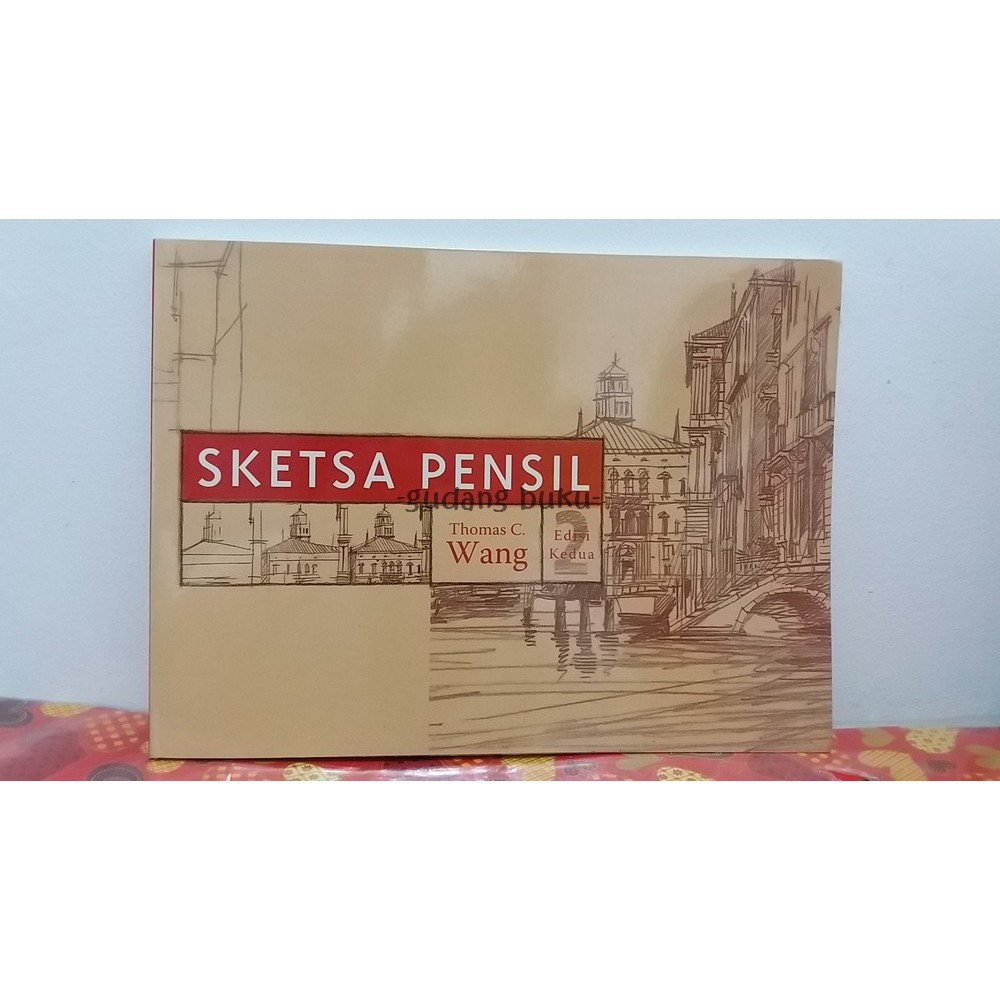 SKETSA PENSIL
-gudang buku-
Thomas C.
Wang
2
Edisi
Kedua